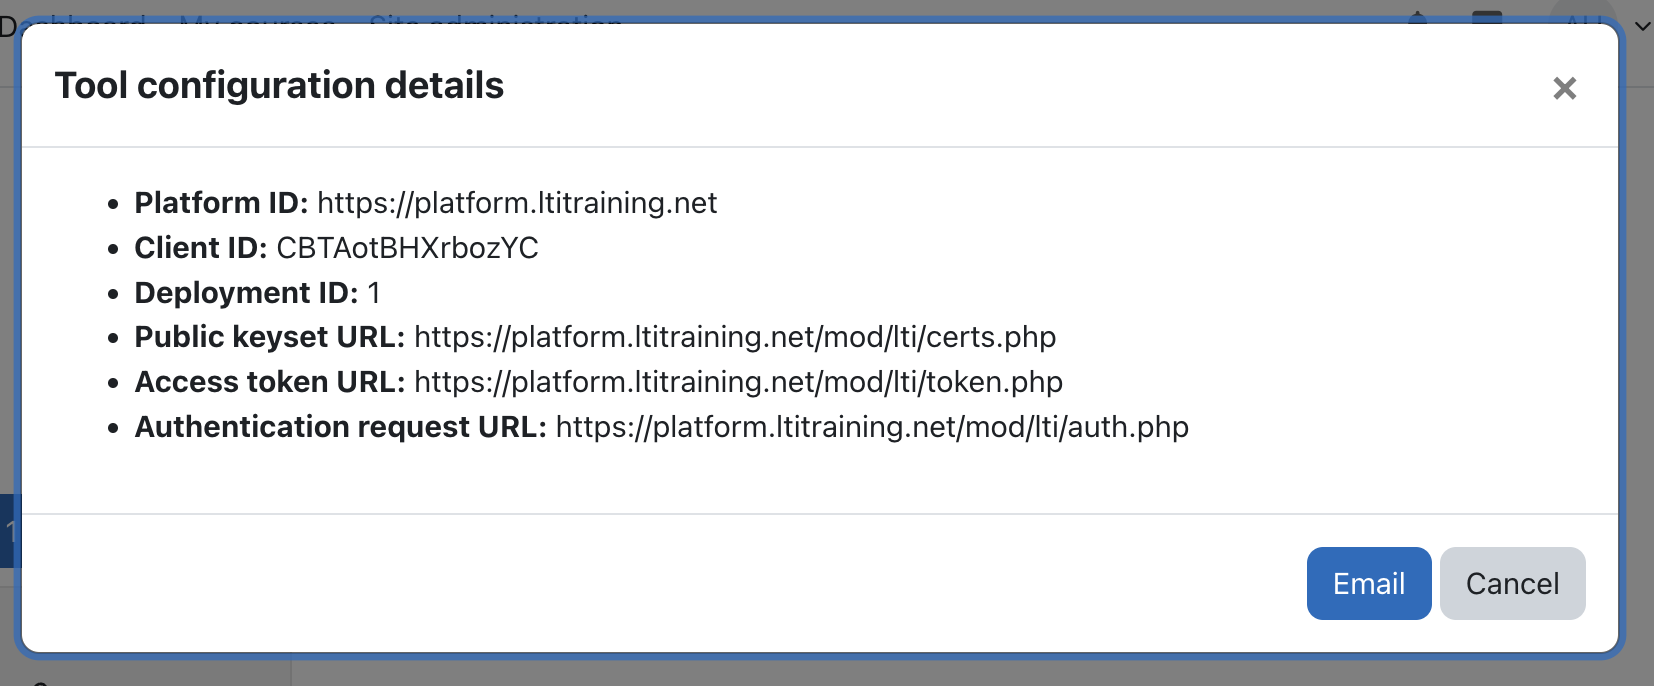 Tool configuration details
×
Platform ID: https://platform.ltitraining.net
Client ID: CBTAotBHXrbozYC
Deployment ID: 1
Public keyset URL: https://platform.ltitraining.net/mod/lti/certs.php
Access token URL: https://platform.ltitraining.net/mod/lti/token.php
Authentication request URL: https://platform.ltitraining.net/mod/lti/auth.php
1
Email Cancel